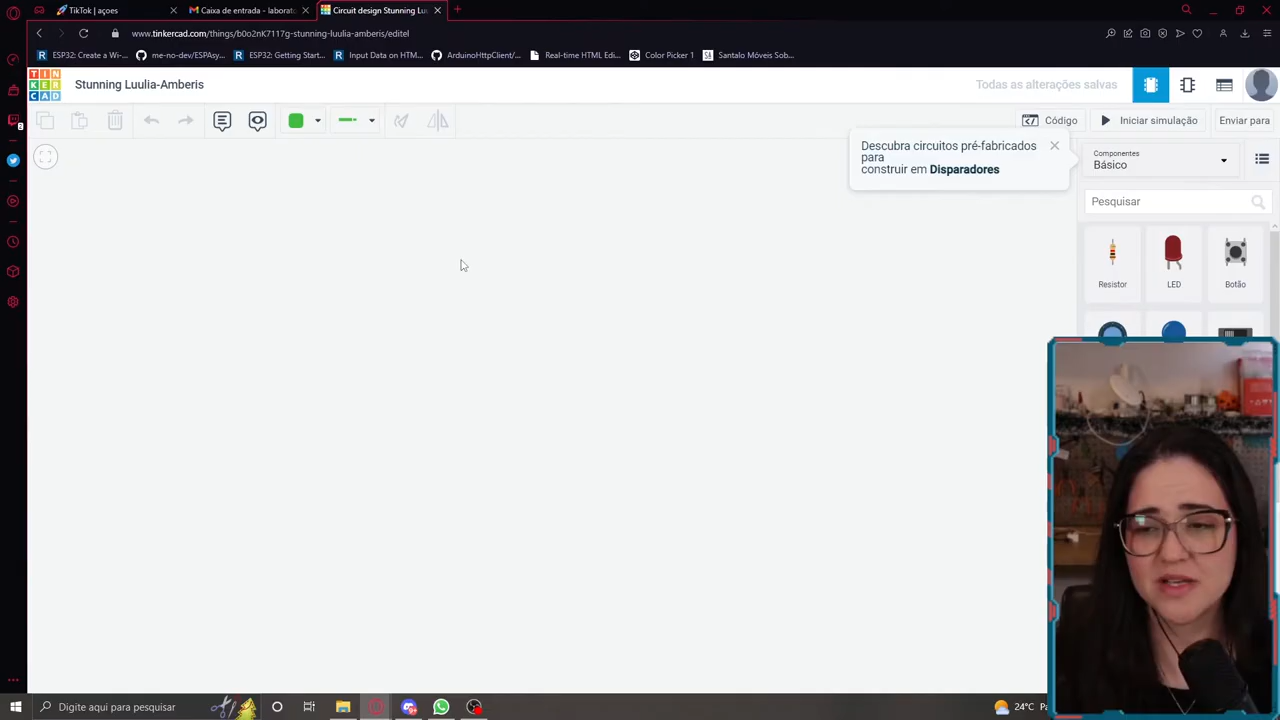 TikTok | açoes
Caixa de entrada - laborato
Circuit design Stunning Lu
www.tinkercad.com/things/b0o2nK7117g-stunning-luulia-amberis/editel
ESP32: Create a Wi-...
me-no-dev/ESPAsy...
ESP32: Getting Start...
Input Data on HTM...
ArduinoHttpClient/...
Real-time HTML Edi...
Color Picker 1
Santalo Móveis Sob...
TIN
KER
CAD
Stunning Luulia-Amberis
Todas as alterações salvas
Código
Iniciar simulação
Enviar para
Descubra circuitos pré-fabricados
para
construir em Disparadores
Componentes
Básico
Pesquisar
Resistor
LED
Botão
Digite aqui para pesquisar
24°C